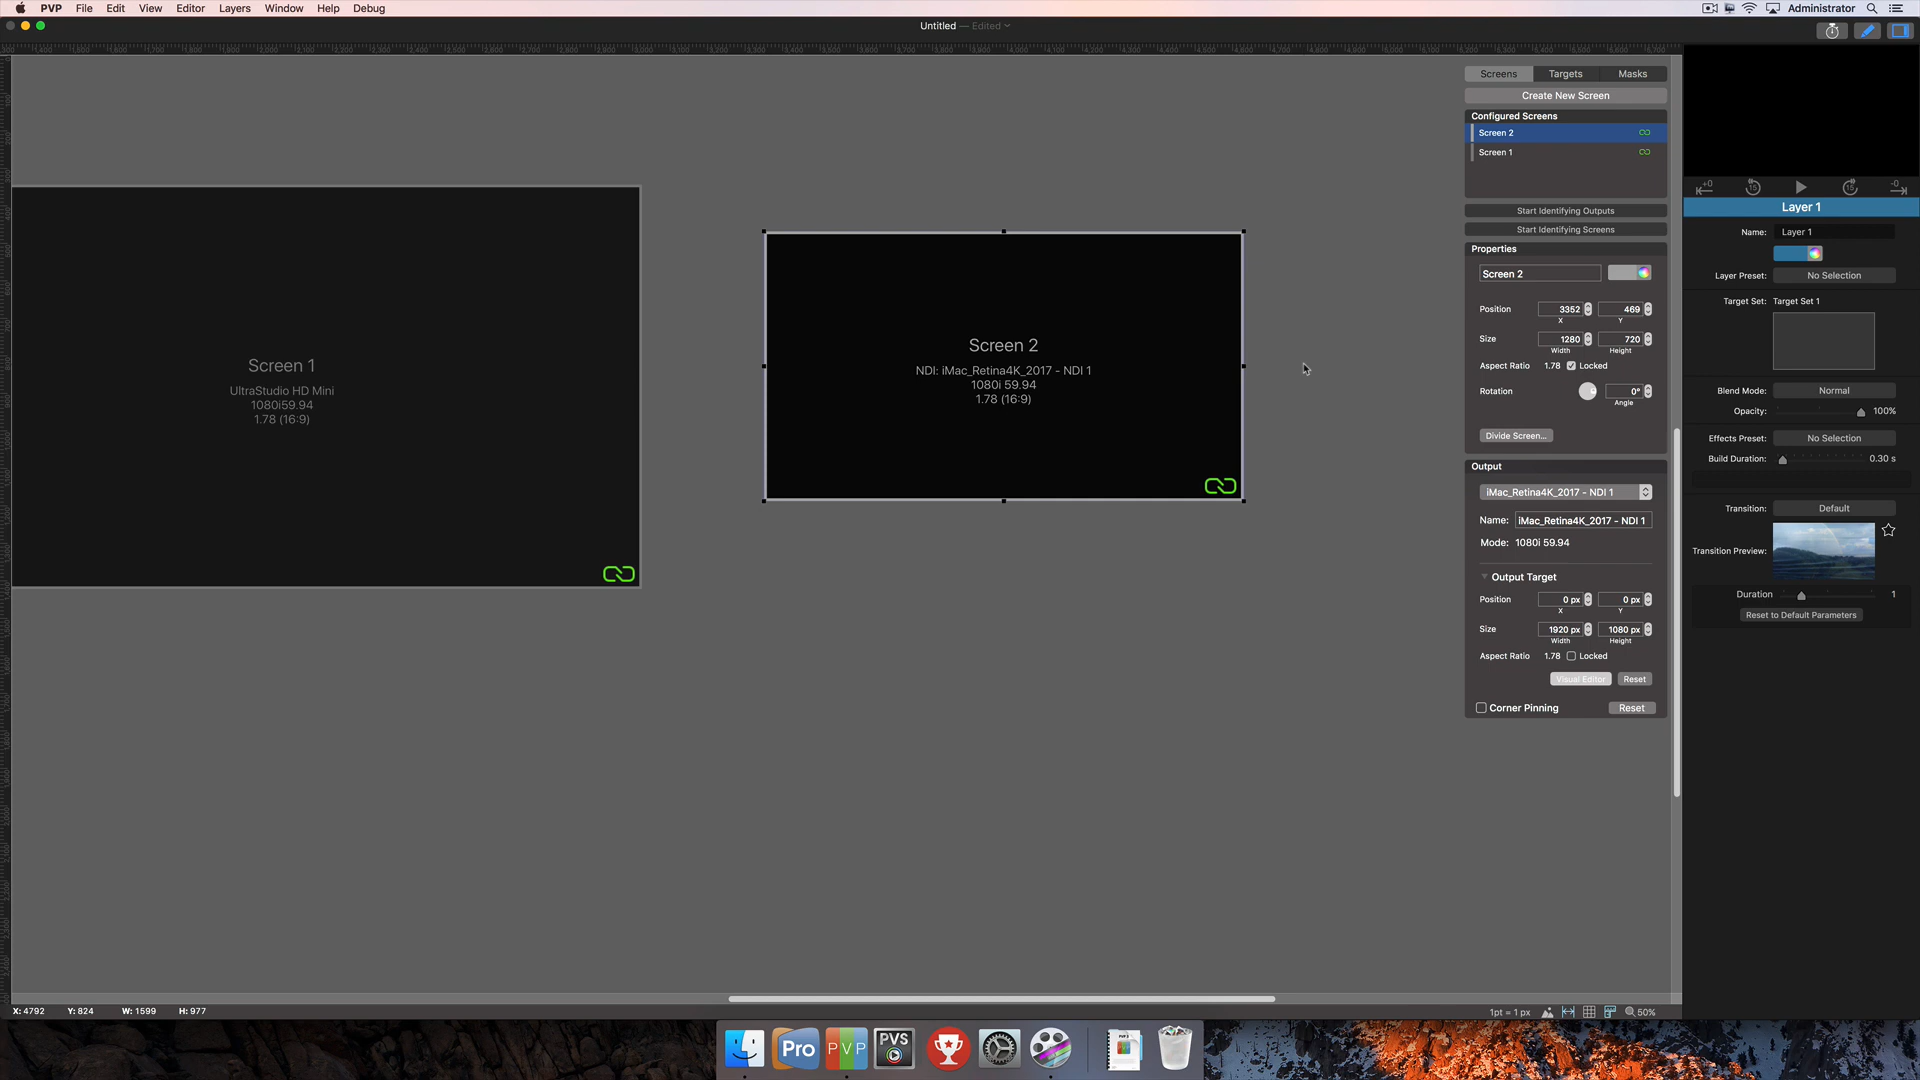 PVP File Edit View Editor Layers Window Help Debug
Administrator
Untitled — Edited
Screens Targets Masks
Create New Screen
Configured Screens
Screen 2
Screen 1
Start Identifying Outputs
Start Identifying Screens
Properties
Screen 2
Position 3352 469
X Y
Size 1280 720
Width Height
Aspect Ratio 1.78 Locked
Rotation 0°
Angle
Divide Screen...
Output
iMac_Retina4K_2017 - NDI 1
Name: iMac_Retina4K_2017 - NDI 1
Mode: 1080i 59.94
Output Target
Position 0 px 0 px
X Y
Size 1920 px 1080 px
Width Height
Aspect Ratio 1.78 Locked
Visual Editor Reset
Corner Pinning Reset
Screen 1
UltraStudio HD Mini
1080i59.94
1.78 (16:9)
Screen 2
NDI: iMac_Retina4K_2017 - NDI 1
1080i 59.94
1.78 (16:9)
+0 15 15 -0
Layer 1
Name: Layer 1
Layer Preset: No Selection
Target Set: Target Set 1
Blend Mode: Normal
Opacity: 100%
Effects Preset: No Selection
Build Duration: 0.30 s
Transition: Default
Transition Preview:
Duration 1
Reset to Default Parameters
X: 4792 Y: 824 W: 1599 H: 977
1pt = 1 px 50%
Pro PVP PVS